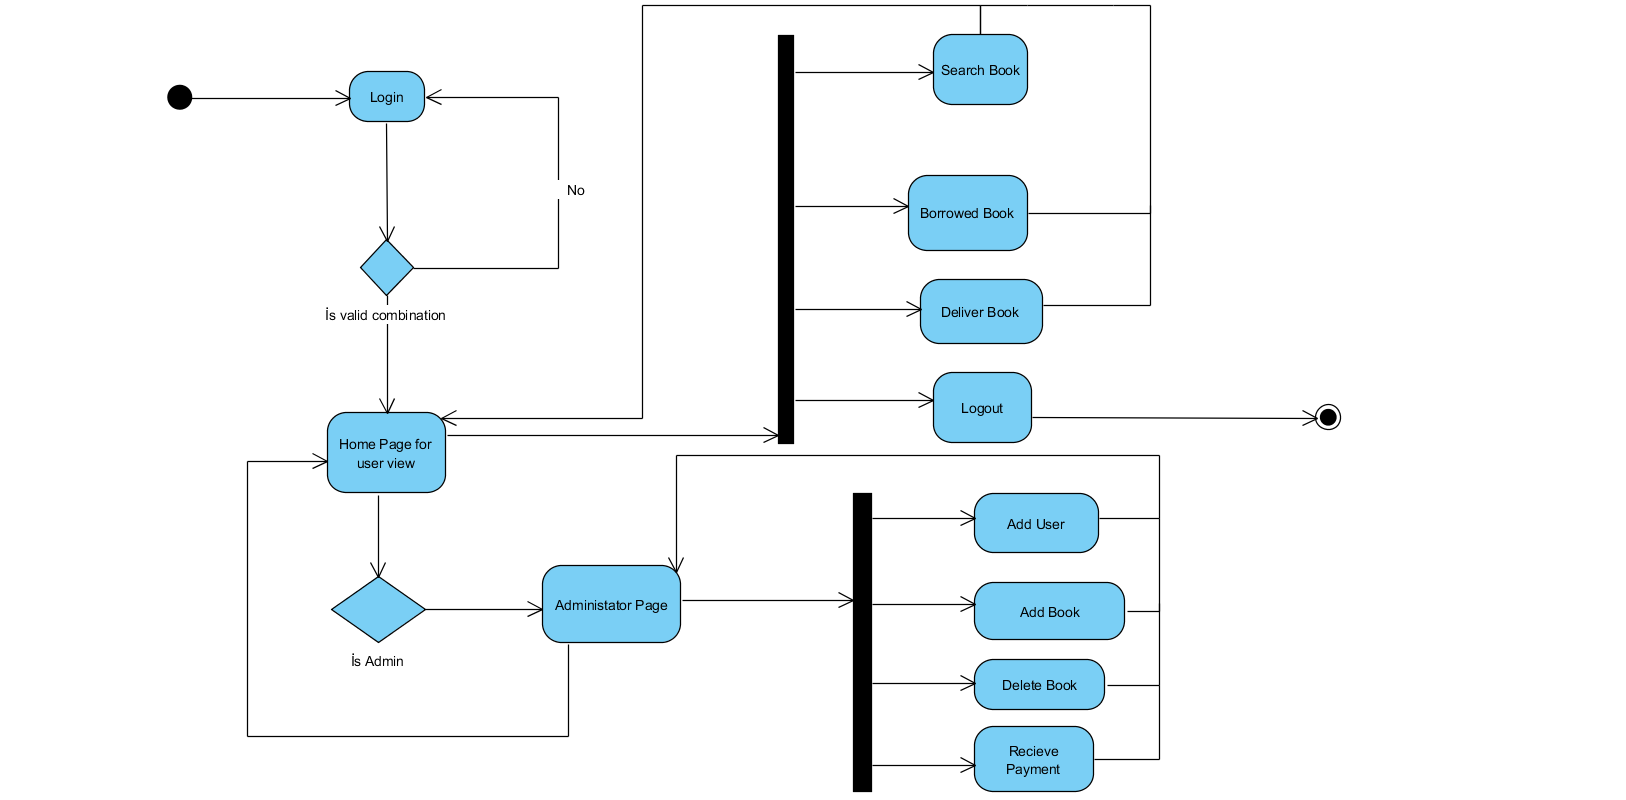 Login
No
İs valid combination
Home Page for
user view
İs Admin
Administator Page
Search Book
Borrowed Book
Deliver Book
Logout
Add User
Add Book
Delete Book
Recieve
Payment